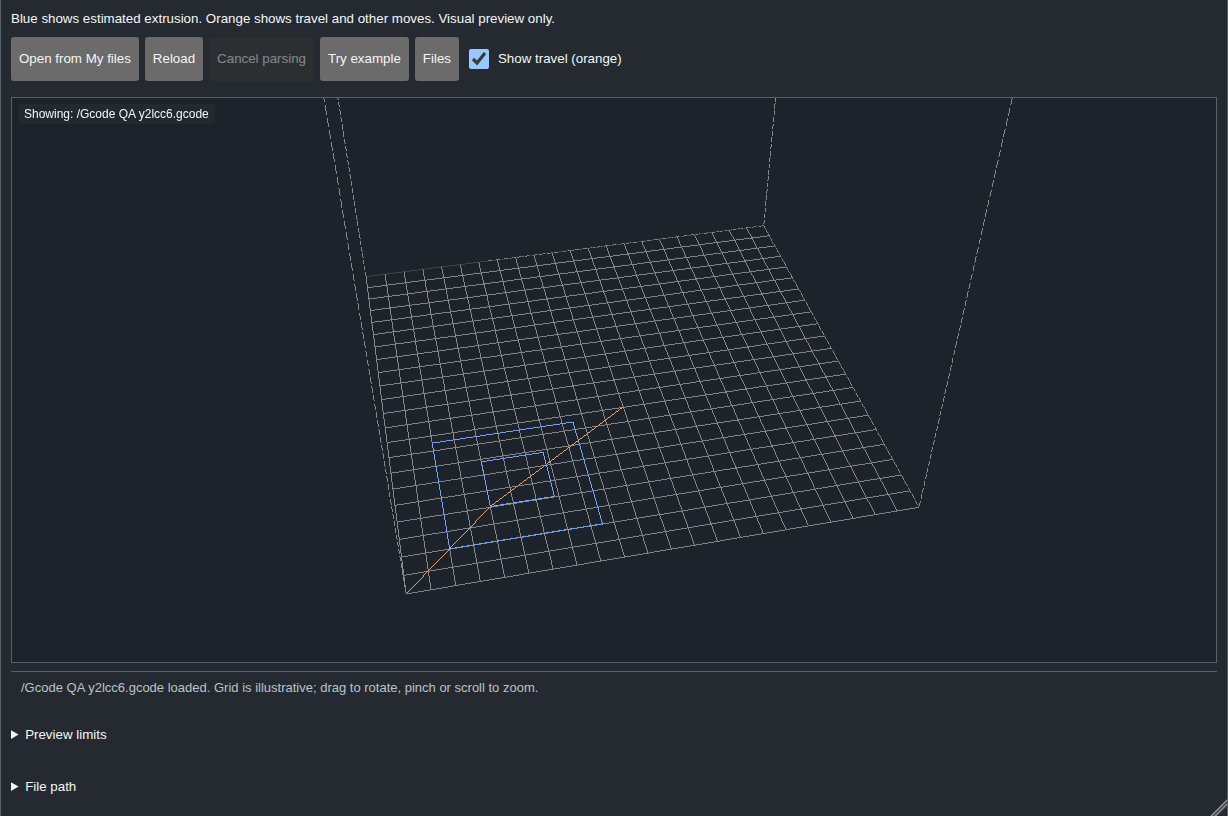 Blue shows estimated extrusion. Orange shows travel and other moves. Visual preview only.
Open from My files Reload Cancel parsing Try example Files Show travel (orange)
Showing: /Gcode QA y2lcc6.gcode
/Gcode QA y2lcc6.gcode loaded. Grid is illustrative; drag to rotate, pinch or scroll to zoom.
Preview limits
File path